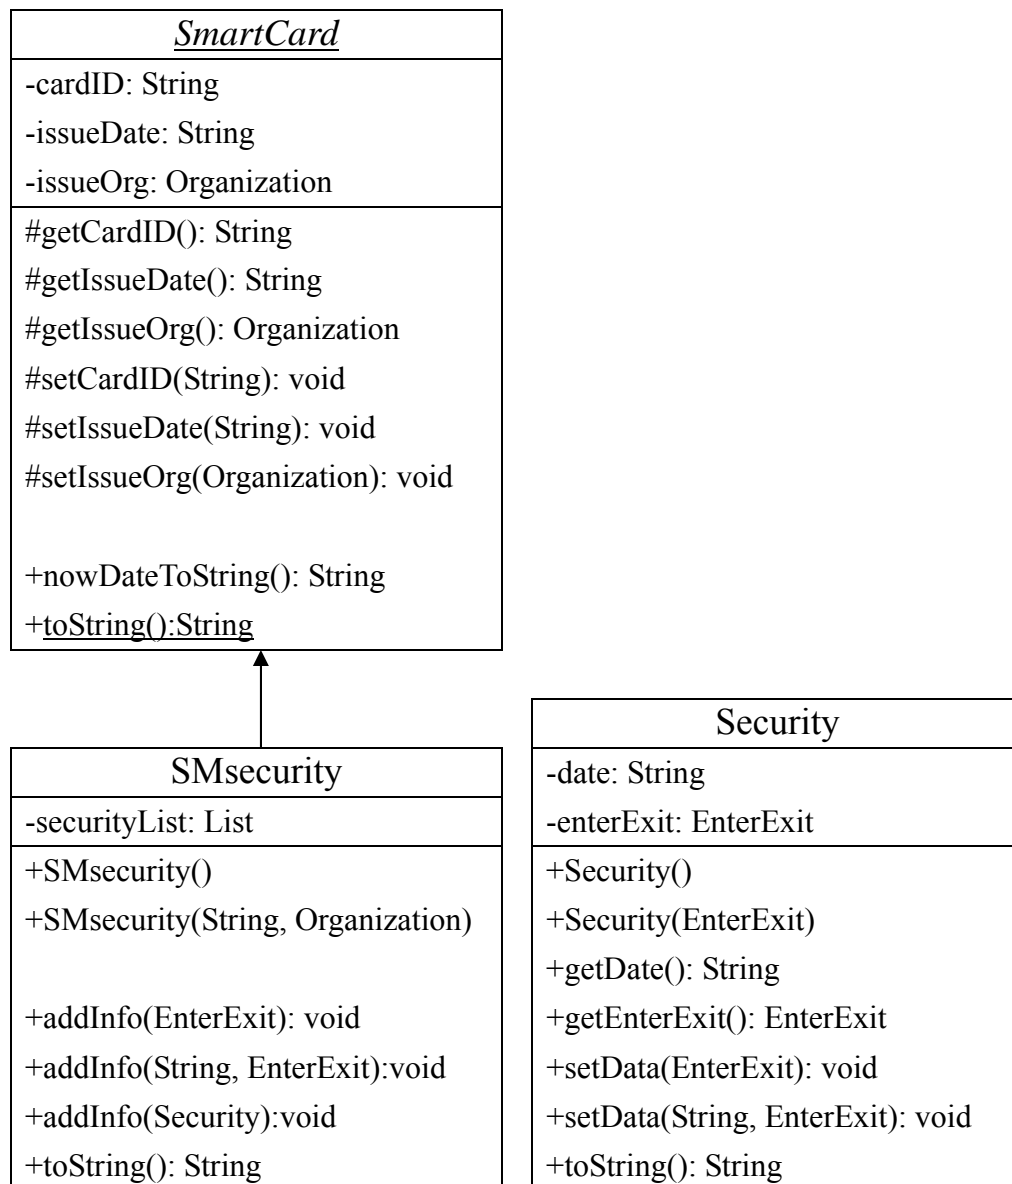 SmartCard
-cardID: String
-issueDate: String
-issueOrg: Organization
#getCardID(): String
#getIssueDate(): String
#getIssueOrg(): Organization
#setCardID(String): void
#setIssueDate(String): void
#setIssueOrg(Organization): void
+nowDateToString(): String
+toString():String
SMsecurity
-securityList: List
+SMsecurity()
+SMsecurity(String, Organization)
+addInfo(EnterExit): void
+addInfo(String, EnterExit):void
+addInfo(Security):void
+toString(): String
Security
-date: String
-enterExit: EnterExit
+Security()
+Security(EnterExit)
+getDate(): String
+getEnterExit(): EnterExit
+setData(EnterExit): void
+setData(String, EnterExit): void
+toString(): String